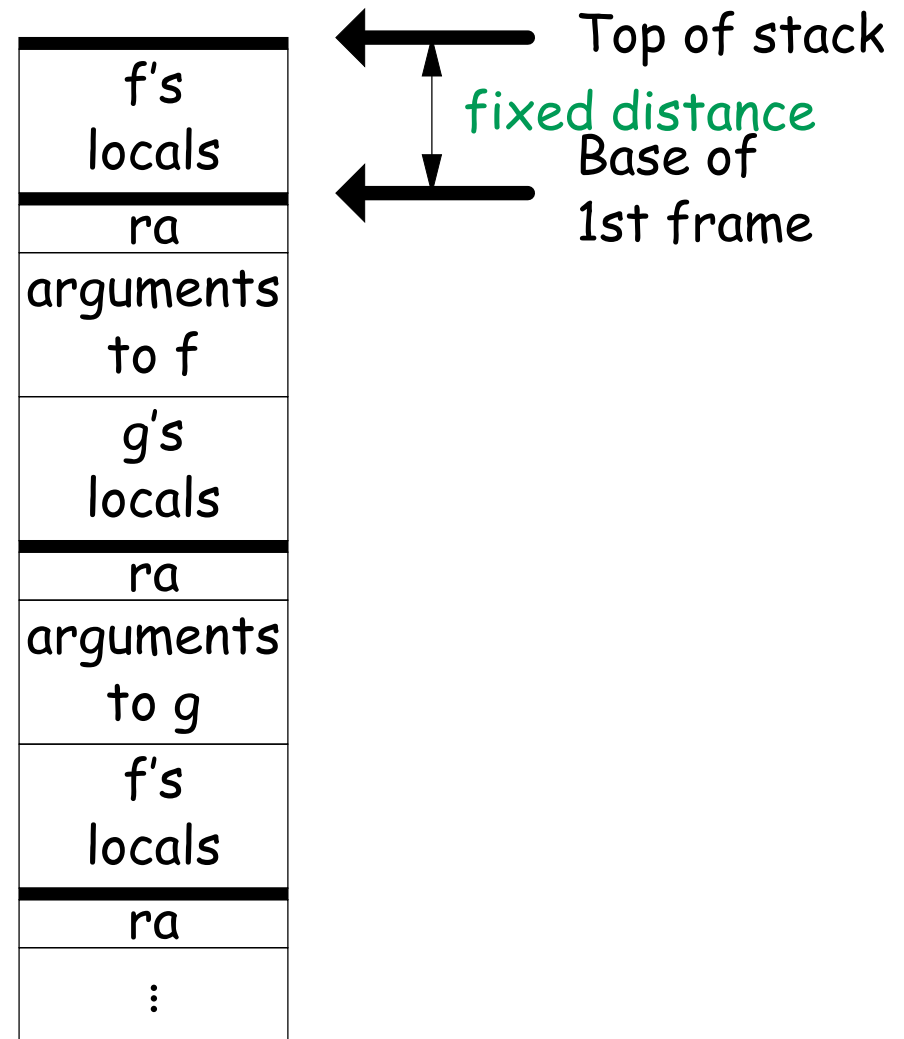 Top of stack
f's
locals
fixed distance
Base of
1st frame
ra
arguments
to f
g's
locals
ra
arguments
to g
f's
locals
ra
⋮